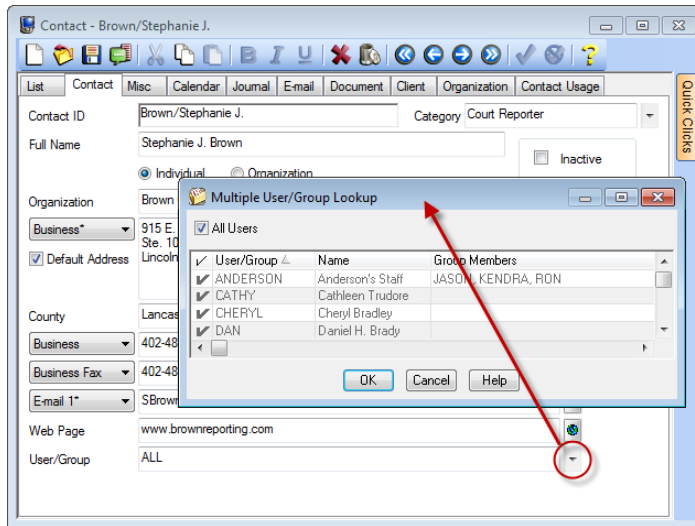 Contact - Brown/Stephanie J.
B I U
List Contact Misc Calendar Journal E-mail Document Client Organization Contact Usage
Quick Clicks
Contact ID Brown/Stephanie J. Category Court Reporter
Full Name Stephanie J. Brown
Inactive
Individual Organization
Organization Brown
Multiple User/Group Lookup
Business* 915 E.
Ste. 10
All Users
Default Address Lincoln
User/Group Name Group Members
ANDERSON Anderson's Staff JASON, KENDRA, RON
CATHY Cathleen Trudore
CHERYL Cheryl Bradley
DAN Daniel H. Brady
County Lancas
Business 402-48
Business Fax 402-48
OK Cancel Help
E-mail 1* SBrown
Web Page www.brownreporting.com
User/Group ALL